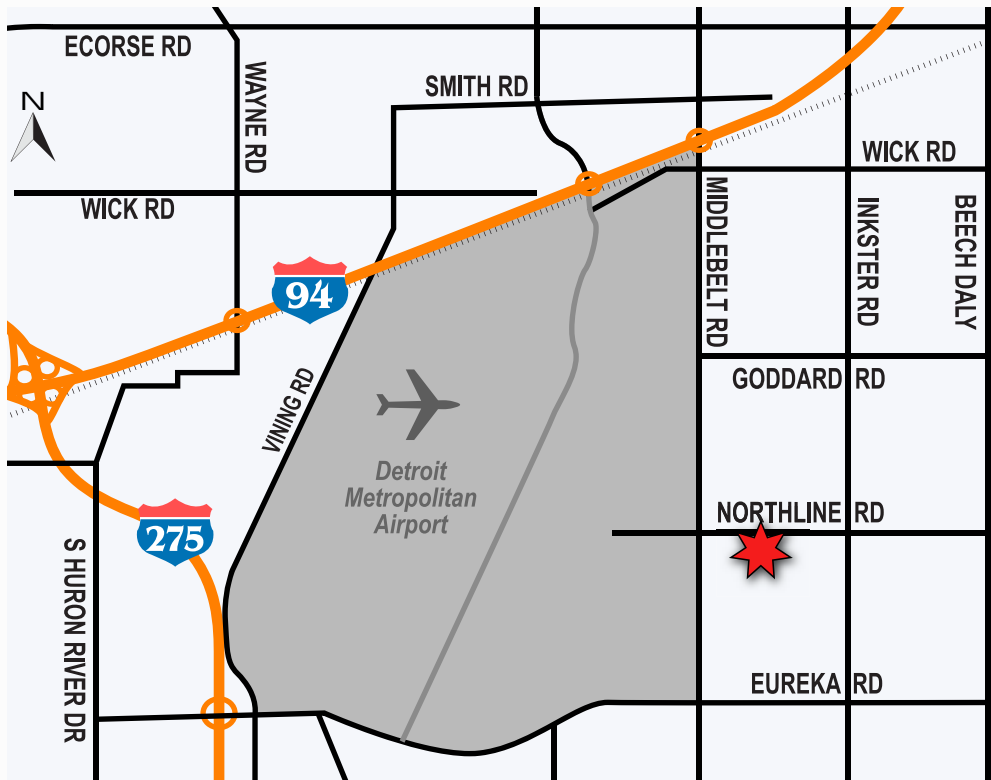 ECORSE RD
WAYNE RD
SMITH RD
N
WICK RD
WICK RD
MIDDLEBELT RD
INKSTER RD
BEECH DALY
94
GODDARD RD
VINING RD
Detroit
Metropolitan
Airport
NORTHLINE RD
275
S HURON RIVER DR
EUREKA RD